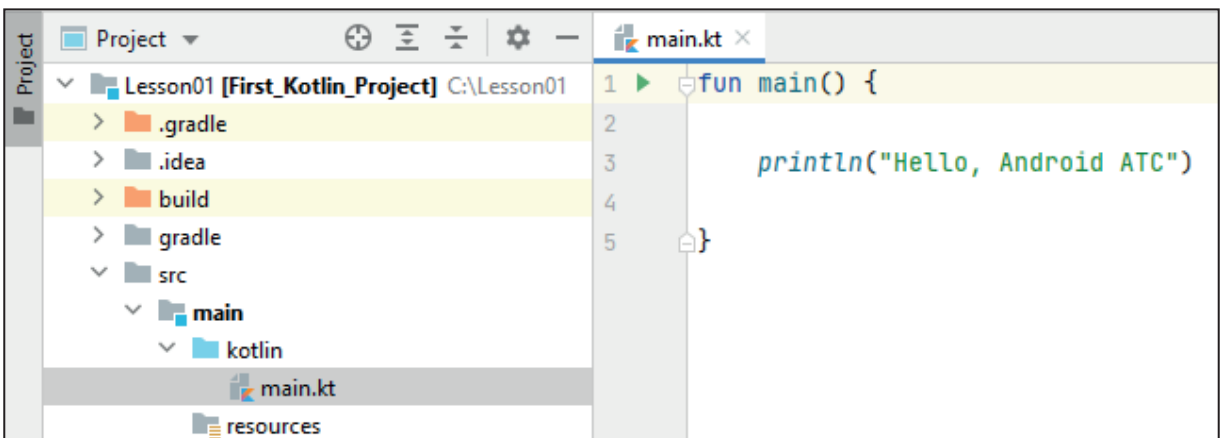 Project
Project
main.kt
Lesson01 [First_Kotlin_Project] C:\Lesson01
.gradle
.idea
build
gradle
src
main
kotlin
main.kt
resources
1 fun main() {
2
3 println("Hello, Android ATC")
4
5 }